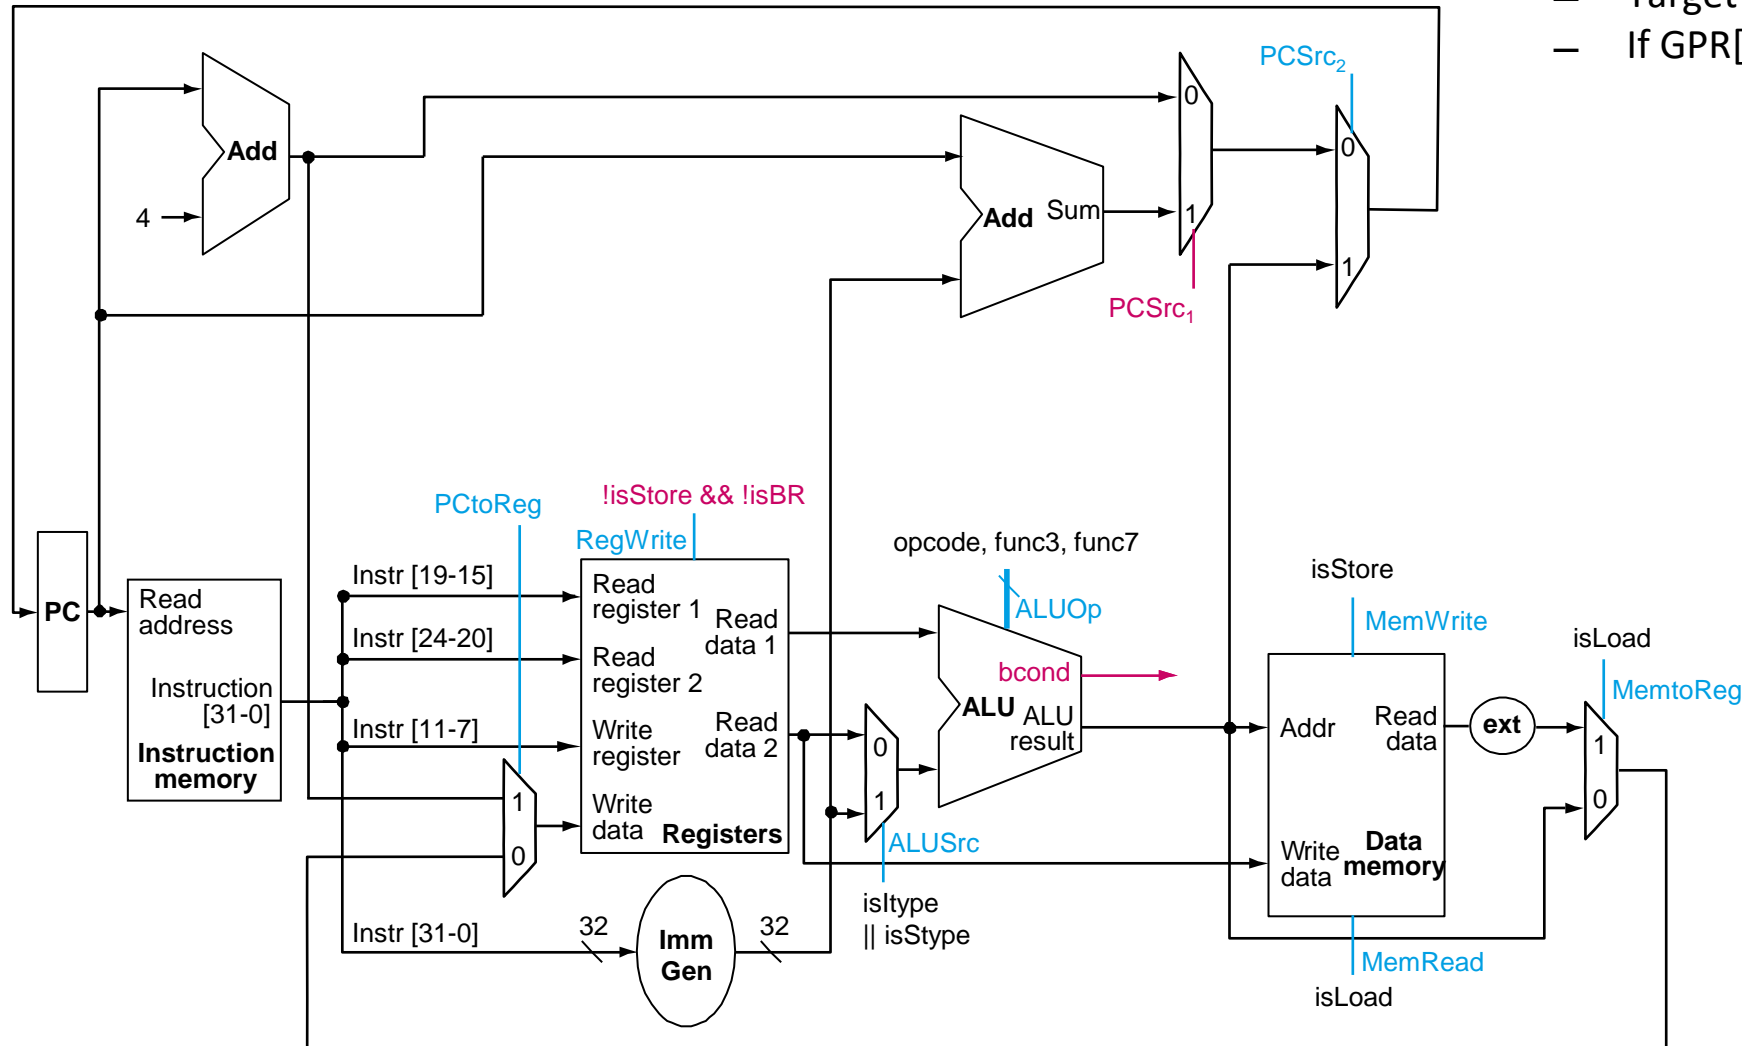 – Target
– If GPR[
PCSrc2
0
Add
4
Add Sum
1
0
1
PCSrc1
PCtoReg
!isStore && !isBR
RegWrite
opcode, func3, func7
ALUOp
isStore
MemWrite
isLoad
MemtoReg
PC
Read
address
Instruction
[31-0]
Instruction
memory
Instr [19-15]
Instr [24-20]
Instr [11-7]
Instr [31-0]
1
0
Read
register 1
Read
register 2
Write
register
Write
data
Registers
Read
data 1
Read
data 2
0
1
ALUSrc
isItype
|| isStype
bcond
ALU
ALU
result
Addr
Read
data
Write
data
Data
memory
ext
1
0
32
Imm
Gen
32
MemRead
isLoad